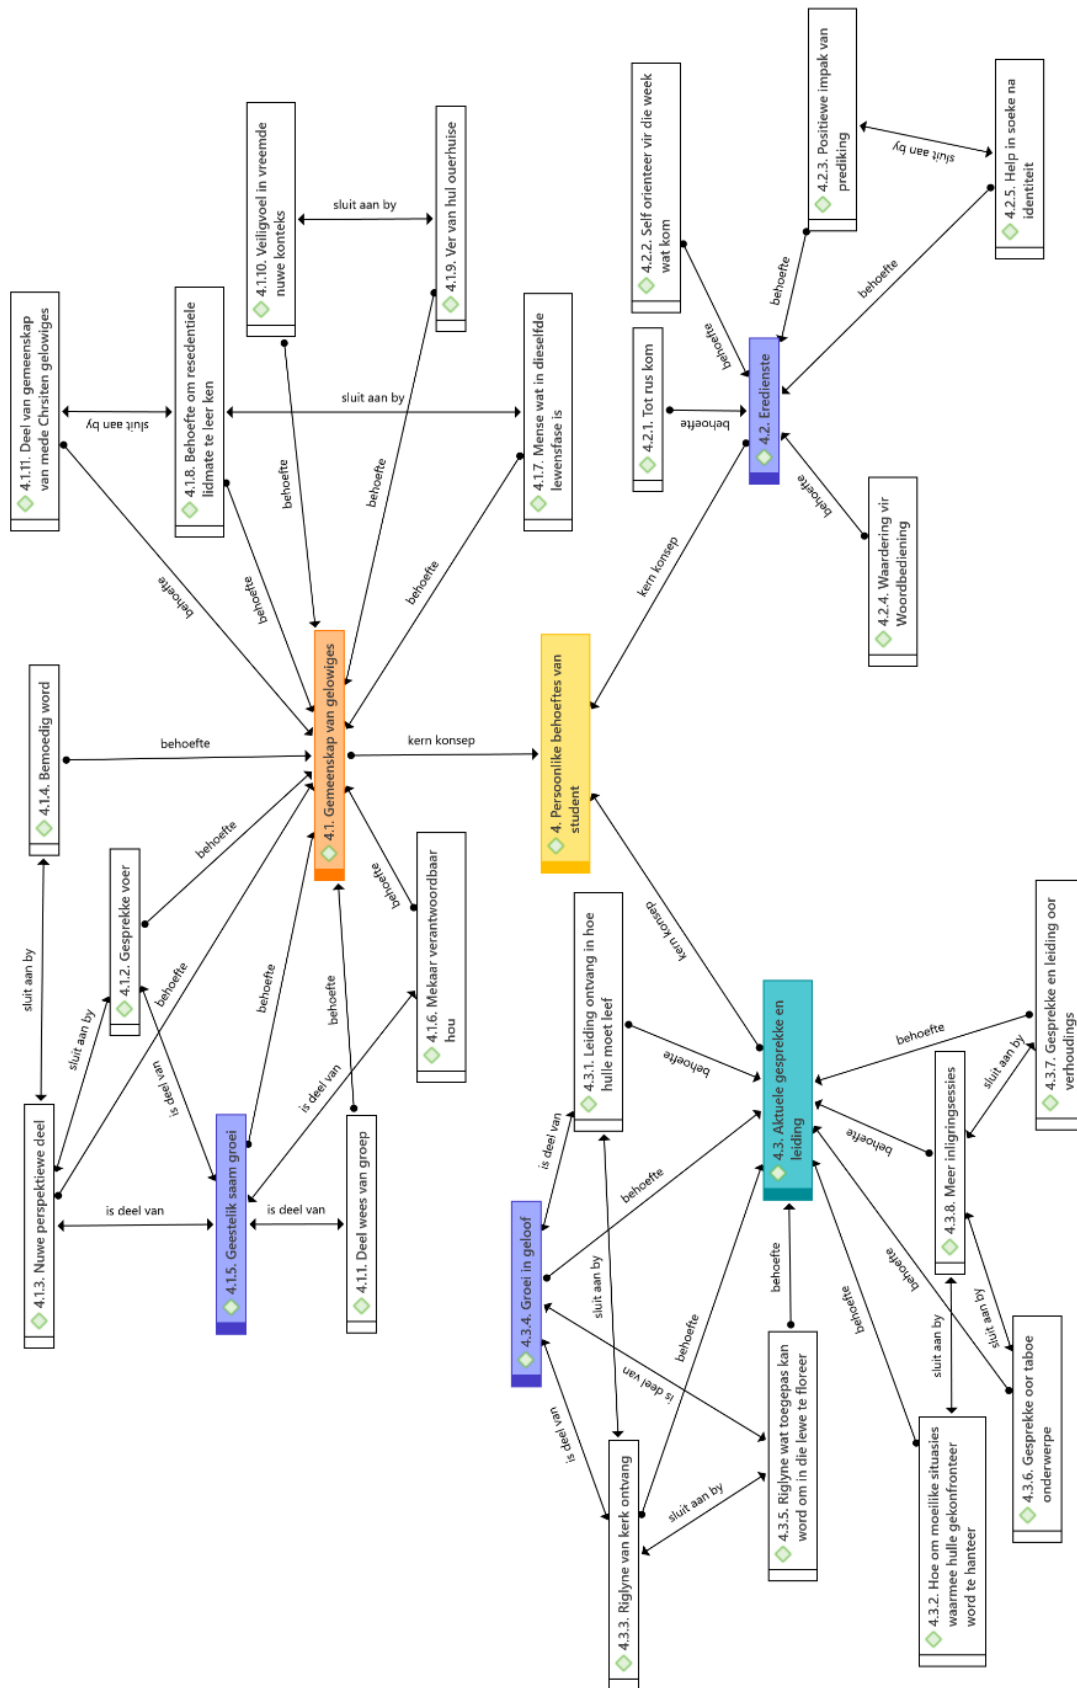 4.1.11. Deel van gemeenskap
van mede Chrsiten gelowiges
sluit aan by
4.1.8. Behoefte om resedentiele
lidmate te leer ken
4.1.10. Veiligvoel in vreemde
nuwe konteks
sluit aan by
4.1.9. Ver van hul ouerhuise
sluit aan by
4.1.7. Mense wat in dieselfde
lewensfase is
behoefte
behoefte
behoefte
behoefte
behoefte
4.1.4. Bemoedig word
behoefte
sluit aan by
4.1.2. Gesprekke voer
behoefte
sluit aan by
behoefte
4.1.3. Nuwe perspektiewe deel
is deel van
is deel van
4.1.5. Geestelik saam groei
behoefte
is deel van
is deel van
4.1.1. Deel wees van groep
behoefte
4.1.6. Mekaar verantwoordbaar
hou
behoefte
4.1. Gemeenskap van gelowiges
kern konsep
4. Persoonlike behoeftes van
student
kern konsep
kern konsep
4.2.2. Self orienteer vir die week
wat kom
behoefte
4.2.3. Positiewe impak van
prediking
behoefte
sluit aan by
4.2.5. Help in soeke na
identiteit
behoefte
4.2.1. Tot rus kom
behoefte
4.2. Eredienste
behoefte
4.2.4. Waardering vir
Woordbediening
4.3.1. Leiding ontvang in hoe
hulle moet leef
behoefte
is deel van
4.3.4. Groei in geloof
behoefte
sluit aan by
is deel van
is deel van
4.3.3. Riglyne van kerk ontvang
behoefte
sluit aan by
4.3.5. Riglyne wat toegepas kan
word om in die lewe te floreer
behoefte
4.3. Aktuele gesprekke en
leiding
behoefte
4.3.7. Gesprekke en leiding oor
verhoudings
sluit aan by
behoefte
4.3.8. Meer inligringsessies
sluit aan by
sluit aan by
behoefte
behoefte
4.3.2. Hoe om moeilike situasies
waarmee hulle gekonfronteer
word te hanteer
4.3.6. Gesprekke oor taboe
onderwerpe